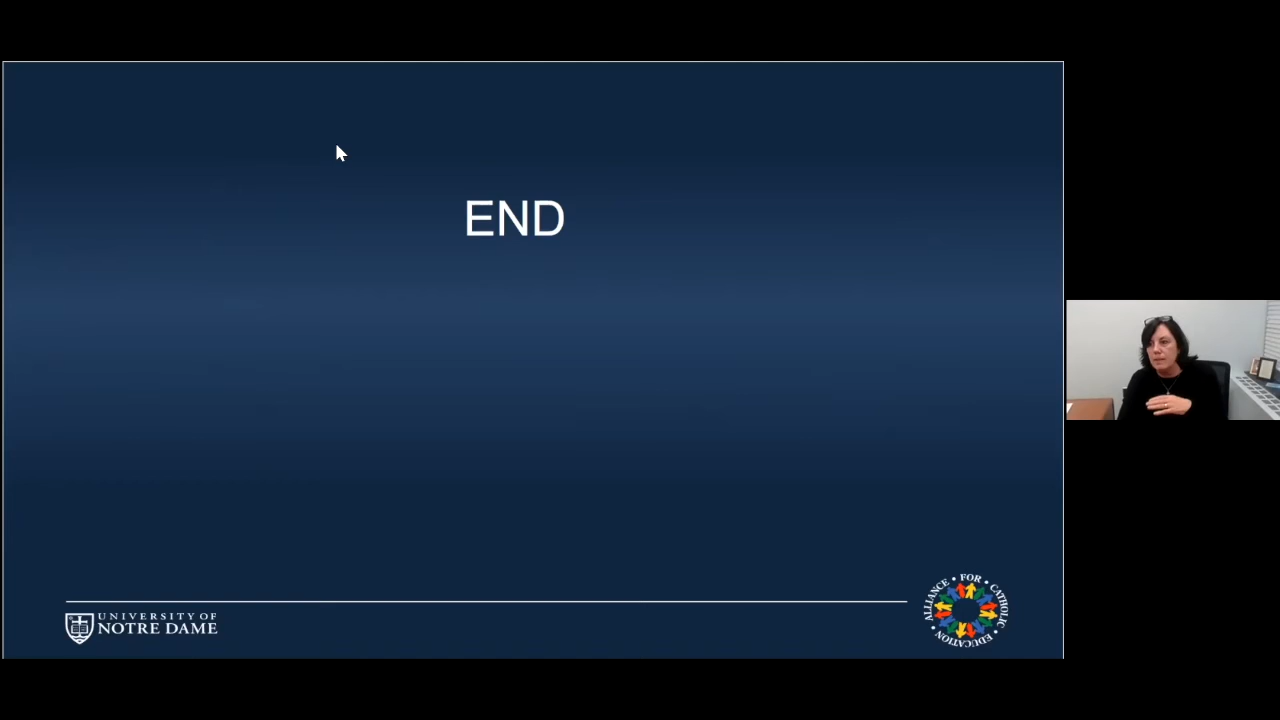 END
UNIVERSITY OF
NOTRE DAME
ALLIANCE • FOR • CATHOLIC • EDUCATION •